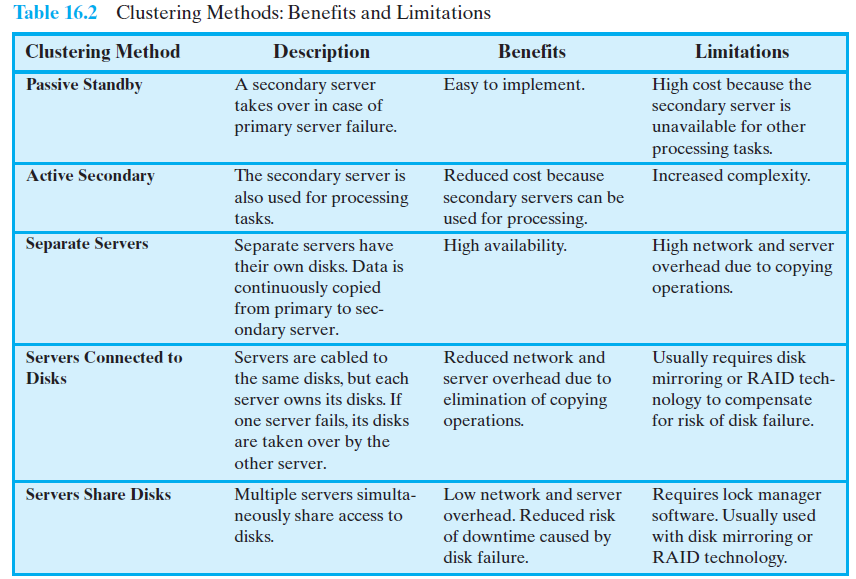 Table 16.2 Clustering Methods: Benefits and Limitations
Clustering Method Description Benefits Limitations
Passive Standby
A secondary server
takes over in case of
primary server failure.
Easy to implement.
High cost because the
secondary server is
unavailable for other
processing tasks.
Active Secondary
The secondary server is
also used for processing
tasks.
Reduced cost because
secondary servers can be
used for processing.
Increased complexity.
Separate Servers
Separate servers have
their own disks. Data is
continuously copied
from primary to sec-
ondary server.
High availability.
High network and server
overhead due to copying
operations.
Servers Connected to
Disks
Servers are cabled to
the same disks, but each
server owns its disks. If
one server fails, its disks
are taken over by the
other server.
Reduced network and
server overhead due to
elimination of copying
operations.
Usually requires disk
mirroring or RAID tech-
nology to compensate
for risk of disk failure.
Servers Share Disks
Multiple servers simulta-
neously share access to
disks.
Low network and server
overhead. Reduced risk
of downtime caused by
disk failure.
Requires lock manager
software. Usually used
with disk mirroring or
RAID technology.